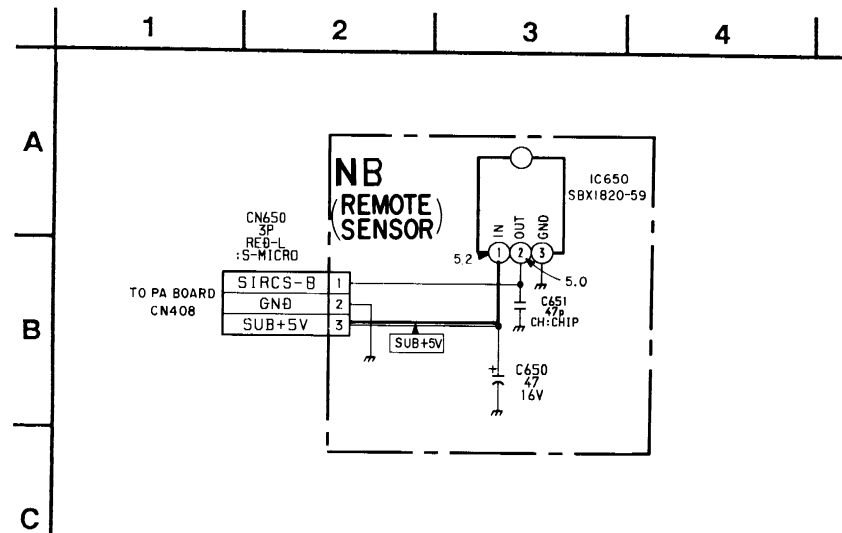 1 2 3 4
A
NB
(REMOTE
SENSOR)
IC650
SBX1820-59
IN
OUT
GND
1
2
3
5.2
5.0
CN650
3P
RED-L
:S-MICRO
B
TO PA BOARD
CN408
SIRCS-B 1
GND 2
SUB+5V 3
SUB+5V
C651
47p
CH:CHIP
+
C650
47
16V
C